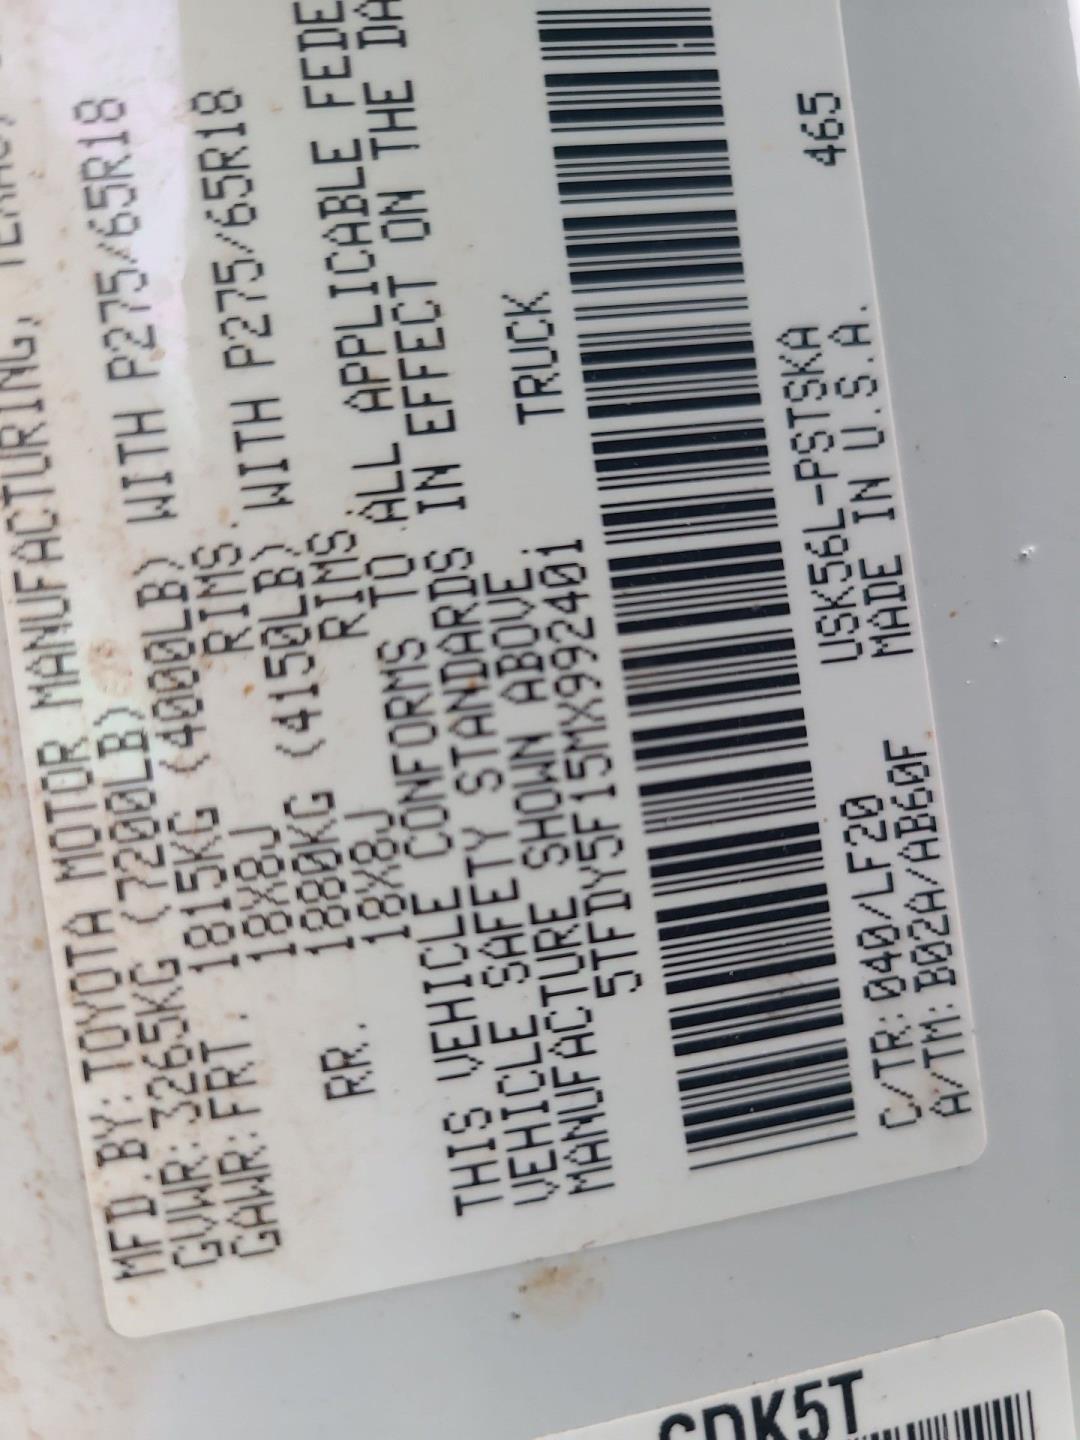 MFD.BY: TOYOTA MOTOR MANUFACTURING,
GVWR:3265KG (7200LB)
GAWR:FRT. 1815KG (4000LB) WITH P275/65R18
18X8J RIMS.
RR. 1880KG (4150LB) WITH P275/65R18
18X8J RIMS
THIS VEHICLE CONFORMS TO ALL APPLICABLE FEDE
VEHICLE SAFETY STANDARDS IN EFFECT ON THE DA
MANUFACTURE SHOWN ABOVE
5TFDY5F15MX992401 TRUCK
C/TR:040/LF20 USK56L-PSTSKA 465
A/TM:B02A/AB60F MADE IN U.S.A.